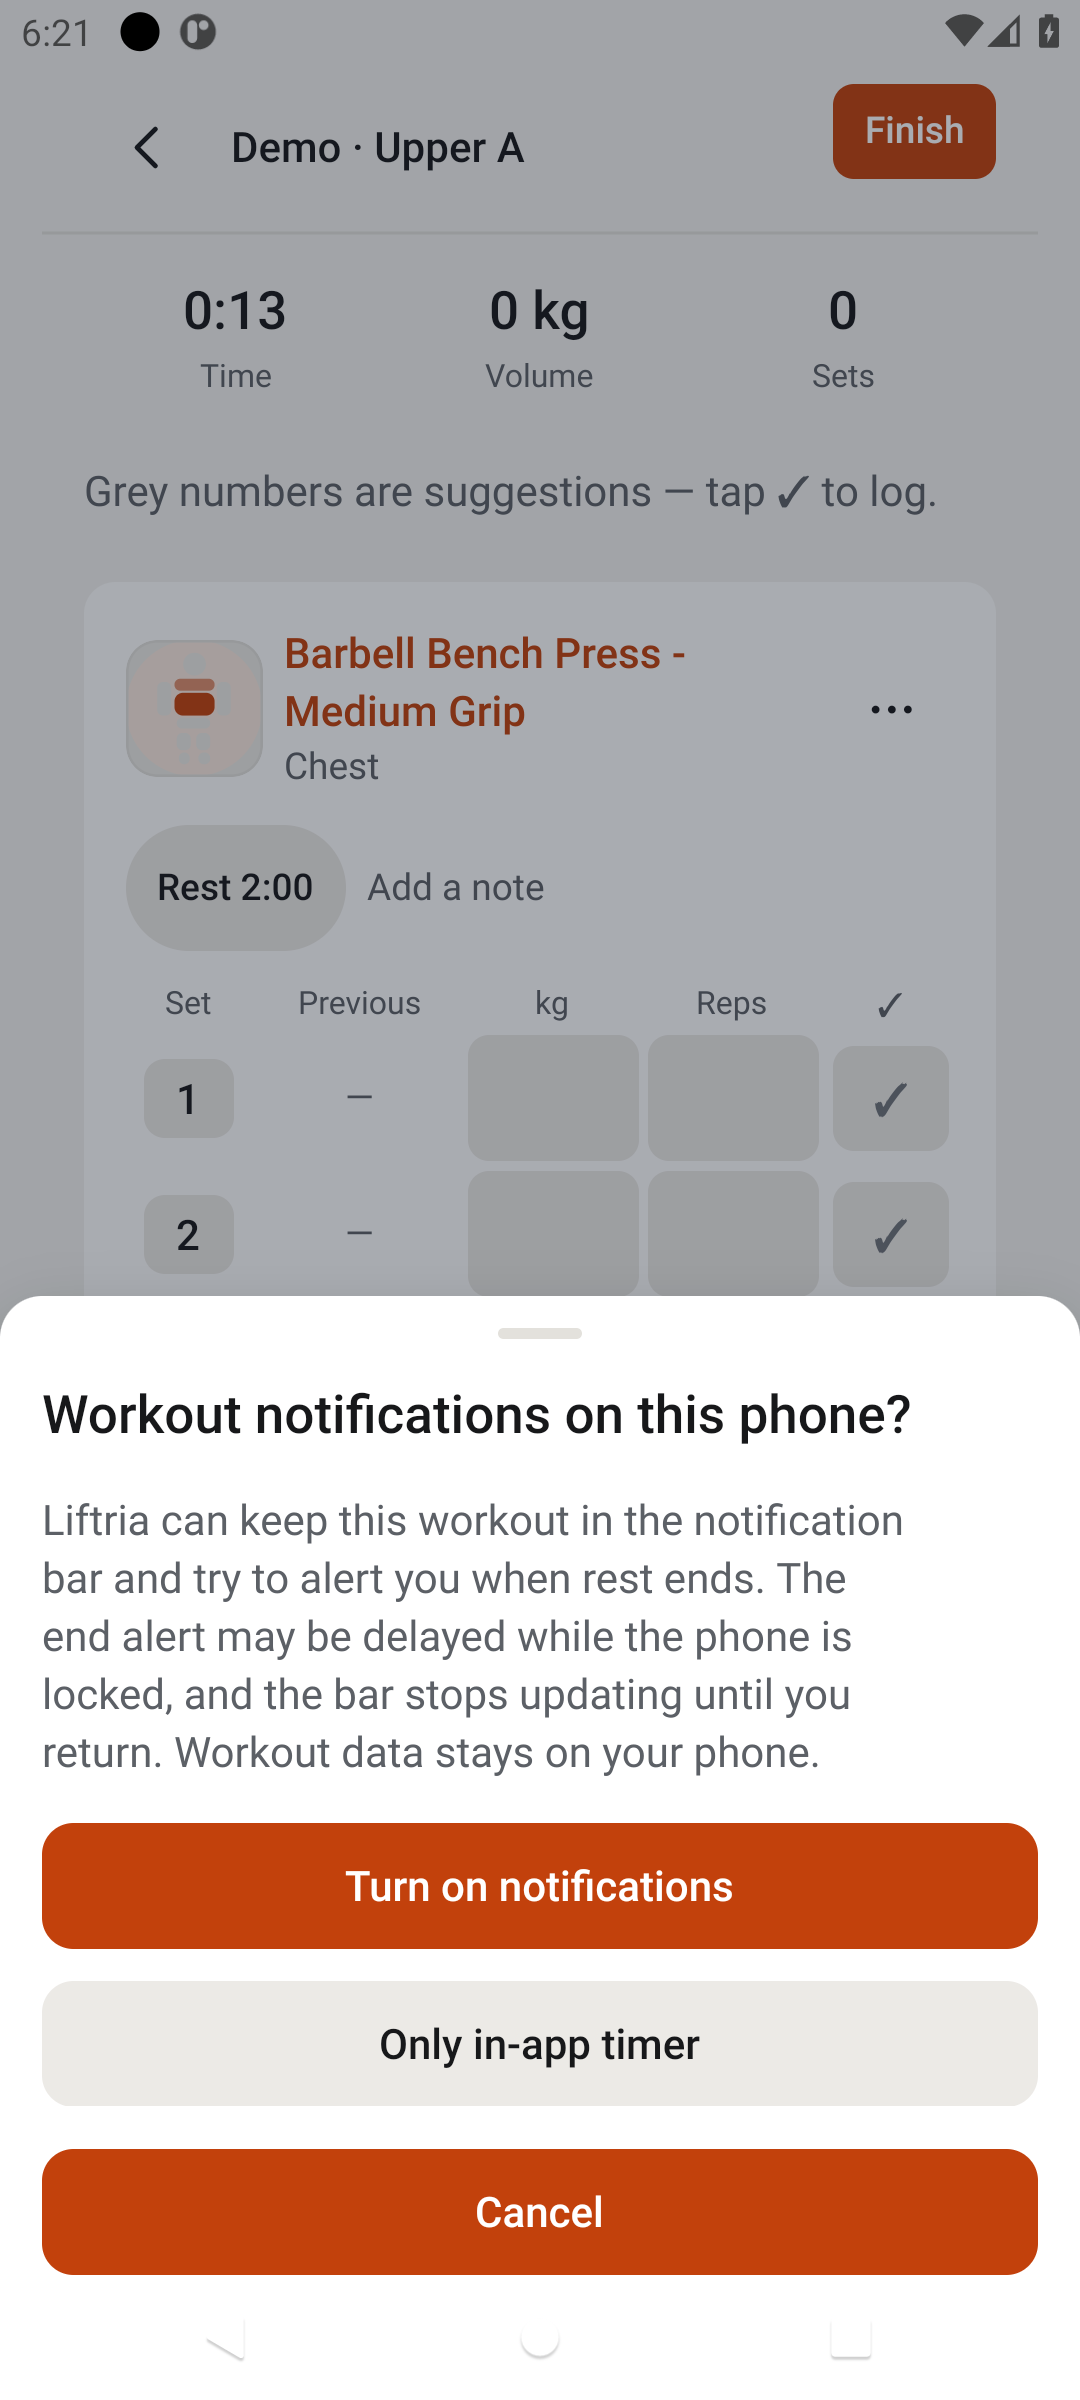 6:21
Demo · Upper A
Finish
0:13
0 kg
0
Time
Volume
Sets
Grey numbers are suggestions — tap ✓ to log.
Barbell Bench Press -
Medium Grip
Chest
Rest 2:00
Add a note
Set
Previous
kg
Reps
✓
1
—
✓
2
—
✓
Workout notifications on this phone?
Liftria can keep this workout in the notification
bar and try to alert you when rest ends. The
end alert may be delayed while the phone is
locked, and the bar stops updating until you
return. Workout data stays on your phone.
Turn on notifications
Only in-app timer
Cancel